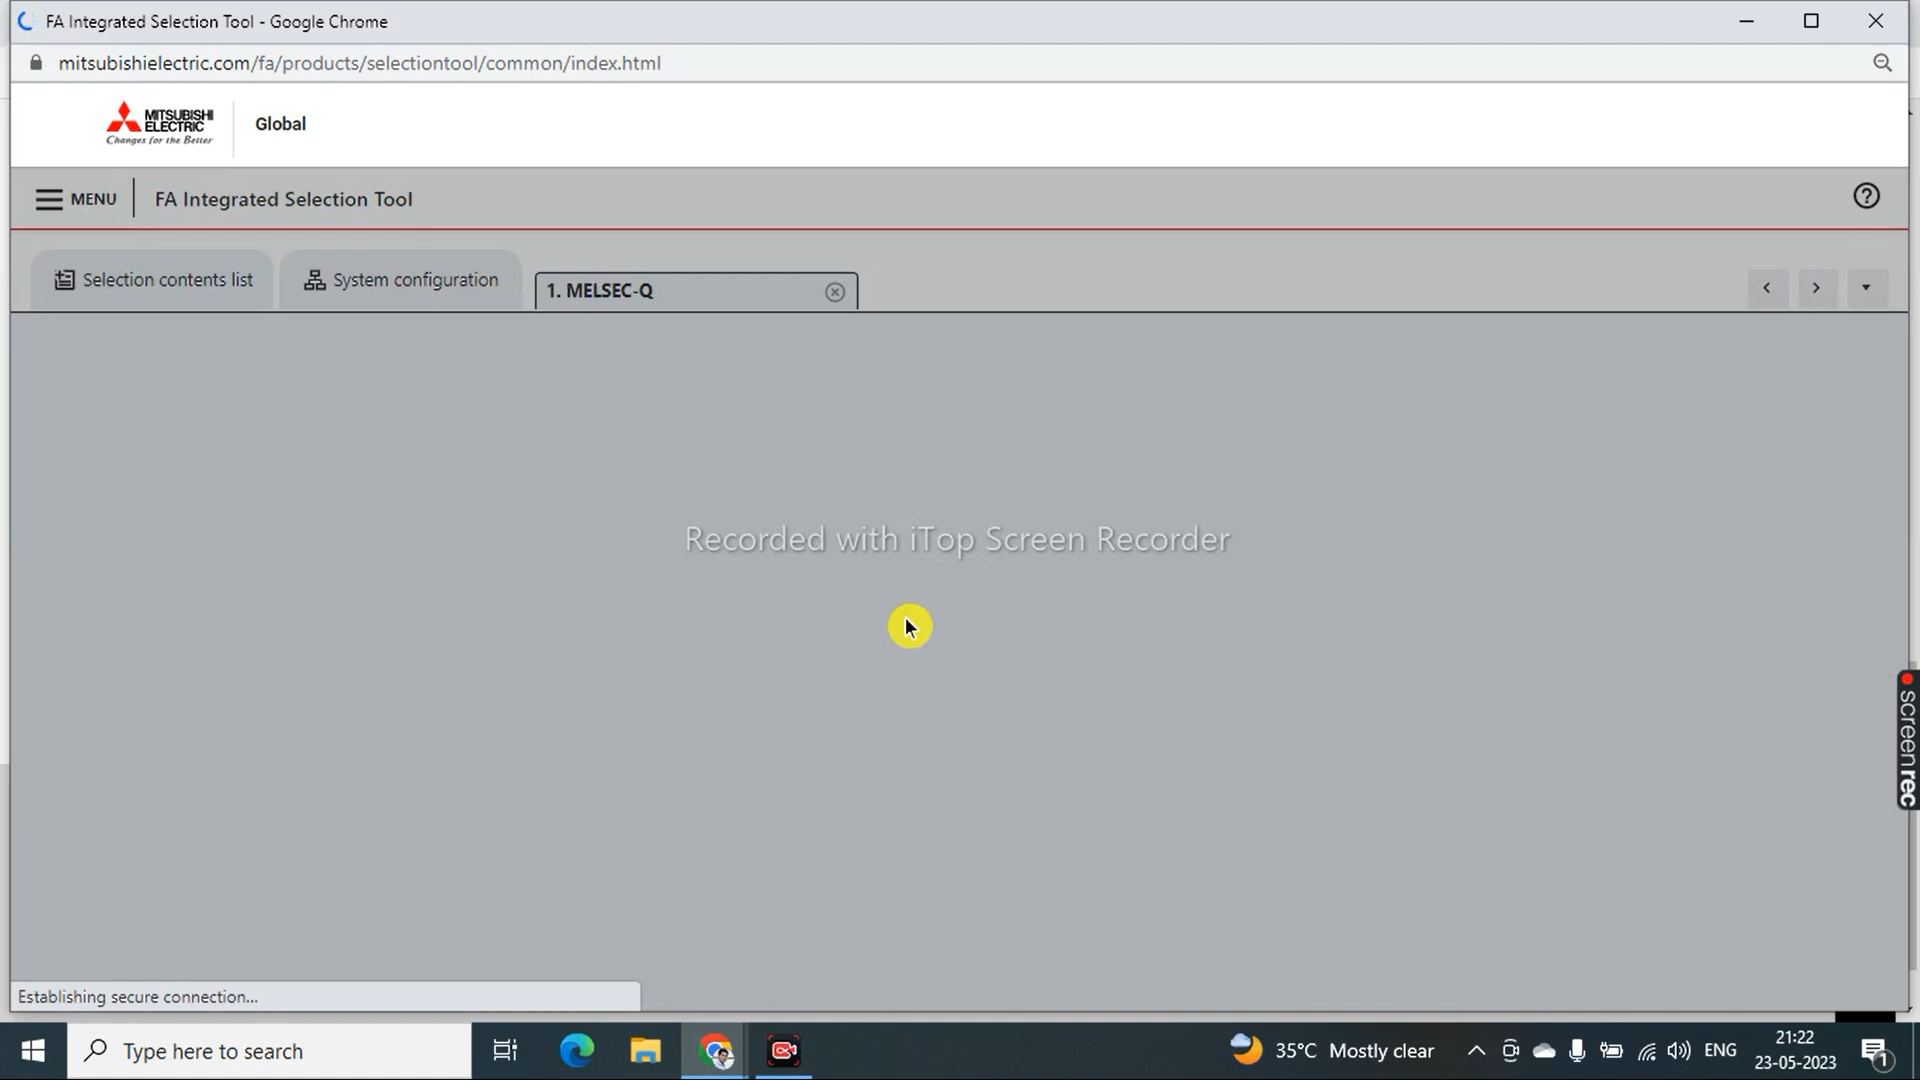 FA Integrated Selection Tool - Google Chrome
mitsubishielectric.com/fa/products/selectiontool/common/index.html
MITSUBISHI
ELECTRIC
Changes for the Better
Global
MENU
FA Integrated Selection Tool
?
Selection contents list
System configuration
1. MELSEC-Q
Recorded with iTop Screen Recorder
screenrec
Establishing secure connection...
Type here to search
35°C Mostly clear
ENG
21:22
23-05-2023
1